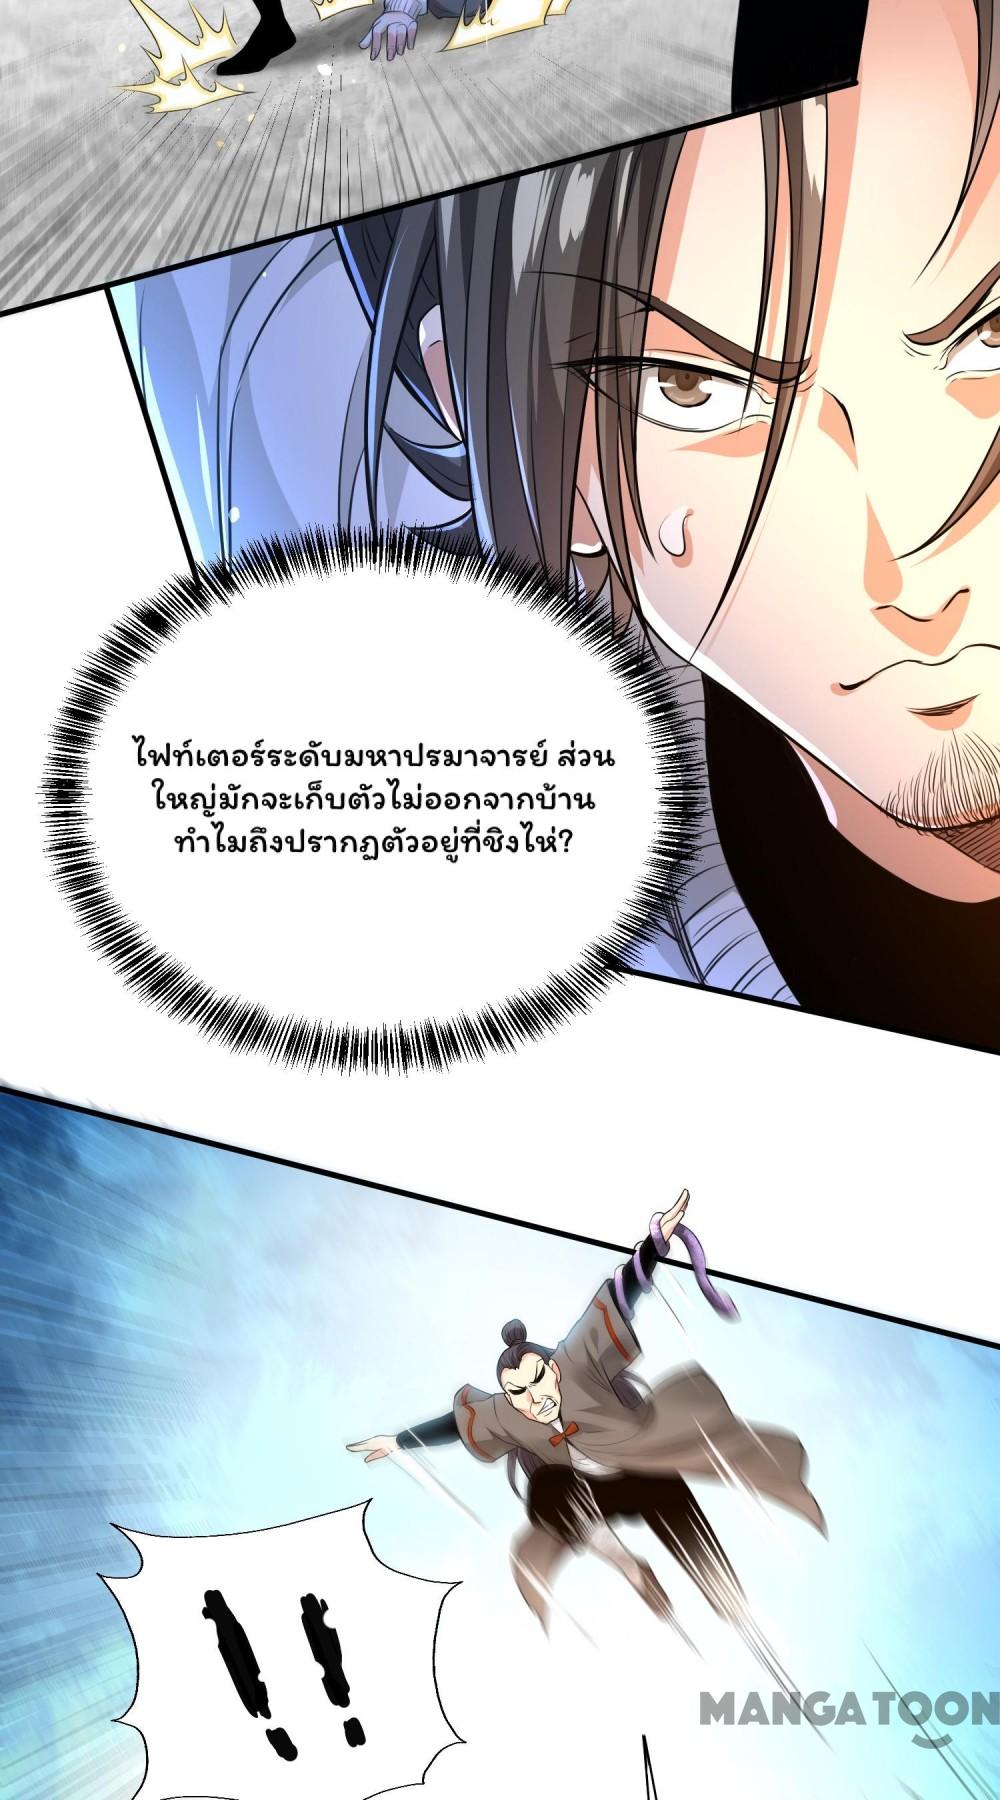 ไฟท์เตอร์ระดับมหาปรมาจารย์ ส่วน
ใหญ่มักจะเก็บตัวไม่ออกจากบ้าน
ทำไมถึงปรากฏตัวอยู่ที่ชิงไห่?
!!
MANGATOON